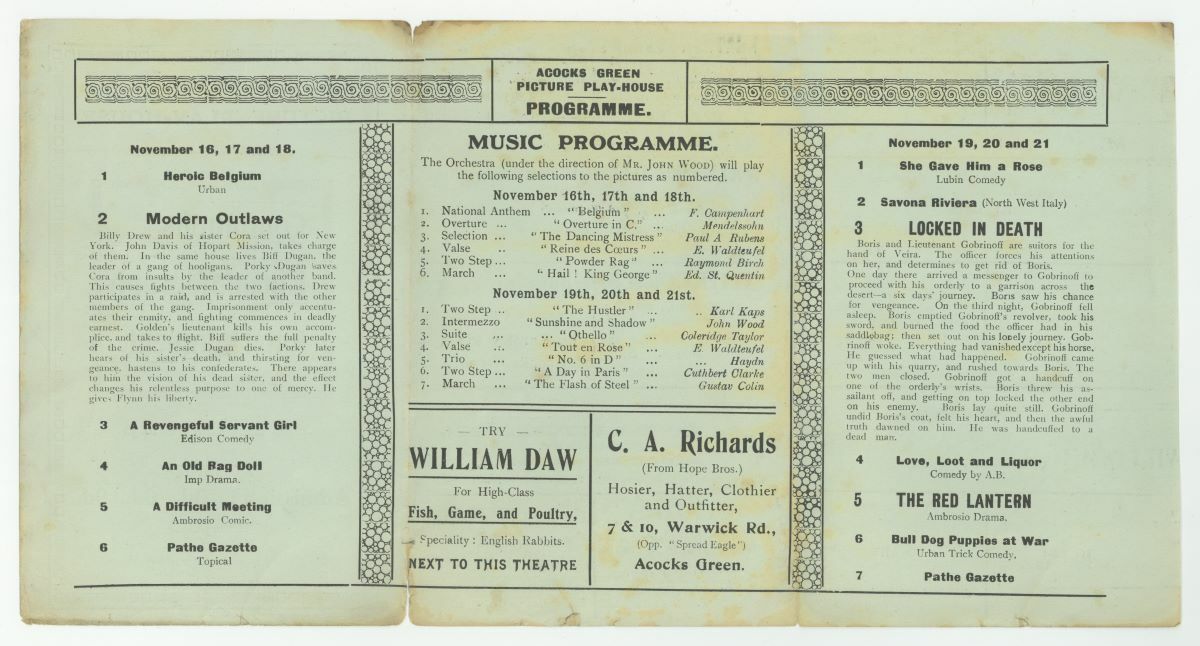 ACOCKS GREEN
PICTURE PLAY-HOUSE
PROGRAMME.
November 16, 17 and 18.
1 Heroic Belgium
Urban
2 Modern Outlaws
Billy Drew and his sister Cora set out for New
York. John Davis of Hopart Mission, takes charge
of them. In the same house lives Biff Dugan, the
leader of a gang of hooligans. Porky Dugan saves
Cora from insults by the leader of another band.
This causes fights between the two factions. Drew
participates in a raid, and is arrested with the other
members of the gang. Imprisonment only accentu-
ates their enmity, and fighting commences in deadly
earnest. Golden's lieutenant kills his own accom-
plice, and takes to flight. Biff suffers the full penalty
of the crime. Jessie Dugan dies. Porky later
hears of his sister's death, and thirsting for ven-
geance, hastens to his confederates. There appears
to him the vision of his dead sister, and the effect
changes his relentless purpose to one of mercy. He
gives Flynn his liberty.
3 A Revengeful Servant Girl
Edison Comedy
4 An Old Rag Doll
Imp Drama.
5 A Difficult Meeting
Ambrosio Comic.
6 Pathe Gazette
Topical
MUSIC PROGRAMME.
The Orchestra (under the direction of MR. JOHN WOOD) will play
the following selections to the pictures as numbered.
November 16th, 17th and 18th.
1. National Anthem ... "Belgium" ... F. Campenhart
2. Overture ... "Overture in C." ... Mendelssohn
3. Selection ... "The Dancing Mistress" Paul A Rubens
4. Valse ... "Reine des Cœurs" ... E. Waldteufel
5. Two Step ... "Powder Rag" ... Raymond Birch
6. March ... "Hail! King George" Ed. St. Quentin
November 19th, 20th and 21st.
1. Two Step .. "The Hustler" ... .. Karl Kaps
2. Intermezzo "Sunshine and Shadow" John Wood
3. Suite ... ... "Othello" ... Coleridge Taylor
4. Valse ... "Tout en Rose" ... E. Waldteufel
5. Trio ... "No. 6 in D" ... ... Haydn
6. Two Step ... "A Day in Paris" ... Cuthbert Clarke
7. March ... "The Flash of Steel" ... Gustav Colin
— TRY —
WILLIAM DAW
For High-Class
Fish, Game, and Poultry,
Speciality: English Rabbits.
NEXT TO THIS THEATRE
C. A. Richards
(From Hope Bros.)
Hosier, Hatter, Clothier
and Outfitter,
7 & 10, Warwick Rd.,
(Opp. "Spread Eagle")
Acocks Green.
November 19, 20 and 21
1 She Gave Him a Rose
Lubin Comedy
2 Savona Riviera (North West Italy)
3 LOCKED IN DEATH
Boris and Lieutenant Gobrinoff are suitors for the
hand of Veira. The officer forces his attentions
on her, and determines to get rid of Boris.
One day there arrived a messenger to Gobrinoff to
proceed with his orderly to a garrison across the
desert—a six days' journey. Boris saw his chance
for vengeance. On the third night, Gobrinoff fell
asleep. Boris emptied Gobrinoff's revolver, took his
sword, and burned the food the officer had in his
saddlebag; then set out on his lonely journey. Gob-
rinoff woke. Everything had vanished except his horse.
He guessed what had happened. Gobrinoff came
up with his quarry, and rushed towards Boris. The
two men closed. Gobrinoff got a handcuff on
one of the orderly's wrists. Boris threw his as-
sailant off, and getting on top locked the other end
on his enemy. Boris lay quite still. Gobrinoff
undid Boris's coat, felt his heart, and then the awful
truth dawned on him. He was handcuffed to a
dead man.
4 Love, Loot and Liquor
Comedy by A.B.
5 THE RED LANTERN
Ambrosio Drama.
6 Bull Dog Puppies at War
Urban Trick Comedy.
7 Pathe Gazette